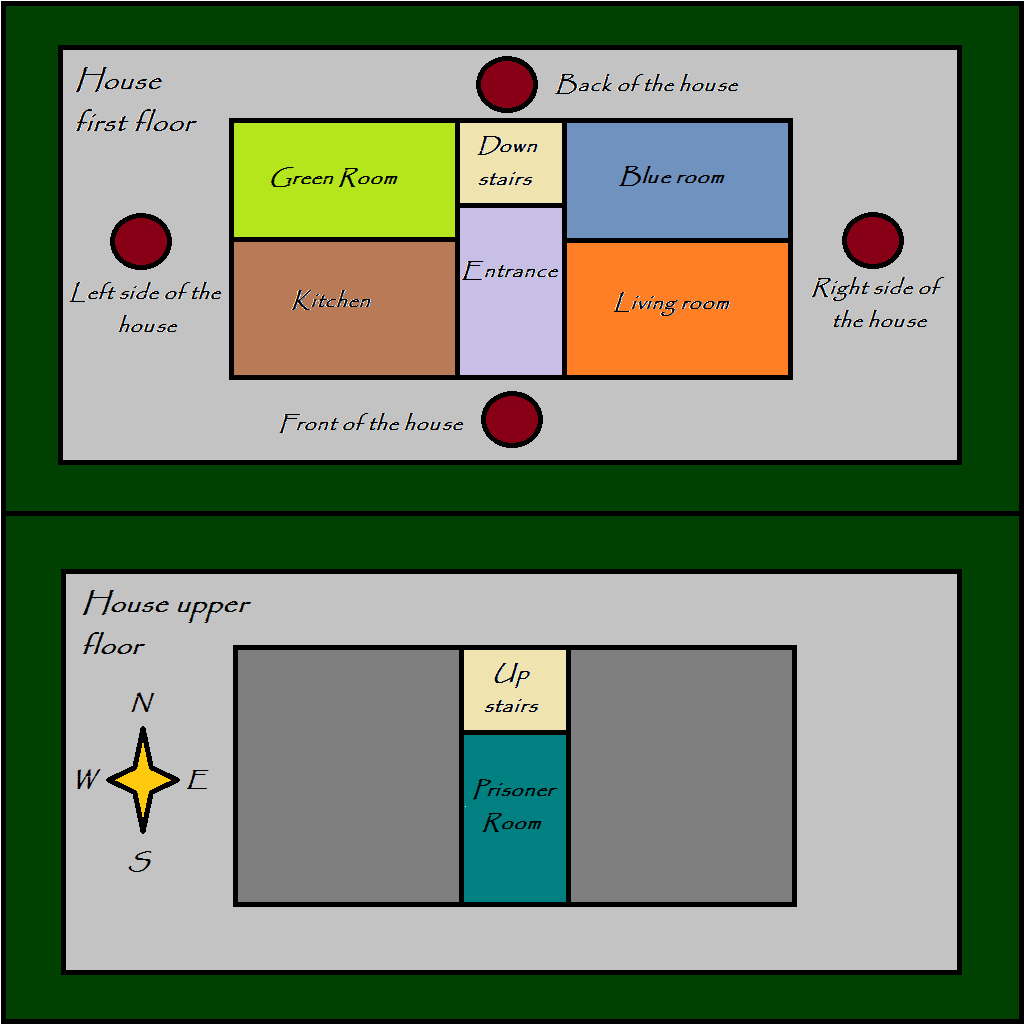 House
first floor
Back of the house
Down
stairs
Green Room
Blue room
Entrance
Left side of the
house
Kitchen
Living room
Right side of
the house
Front of the house
House upper
floor
Up
stairs
N
W
E
S
Prisoner
Room